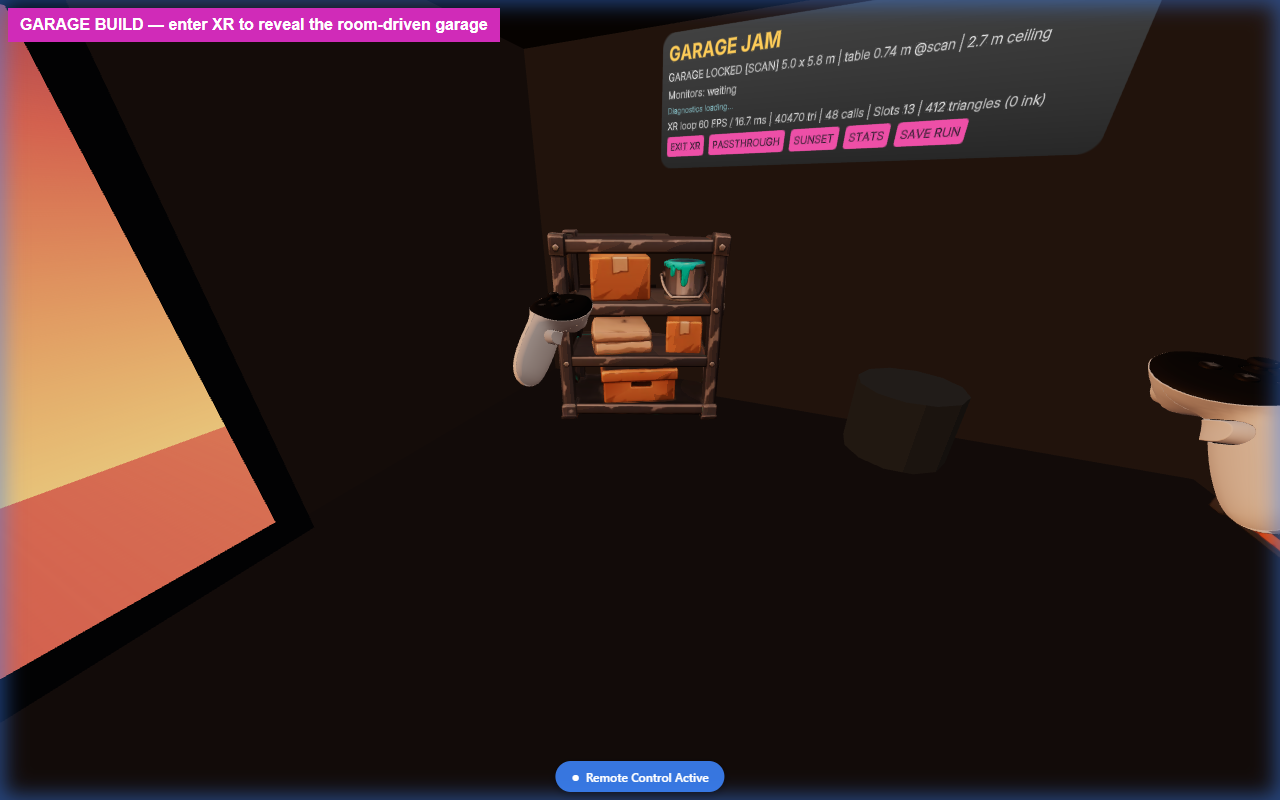 GARAGE BUILD — enter XR to reveal the room-driven garage
GARAGE JAM
GARAGE LOCKED [SCAN] 5.0 x 5.8 m | table 0.74 m @scan | 2.7 m ceiling
Monitors: waiting
Diagnostics loading...
XR loop 60 FPS / 16.7 ms | 40470 tri | 48 calls | Slots 13 | 412 triangles (0 ink)
EXIT XR PASSTHROUGH SUNSET STATS SAVE RUN
Remote Control Active